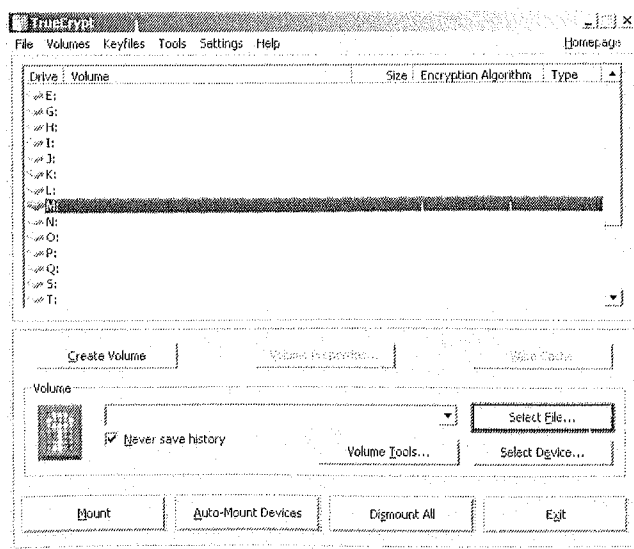 TrueCrypt
File Volumes Keyfiles Tools Settings Help Homepage
Drive Volume Size Encryption Algorithm Type
E:
G:
H:
I:
J:
K:
L:
M:
N:
O:
P:
Q:
S:
T:
Create Volume Volume Properties... Wipe Cache
Volume
Select File...
Never save history
Volume Tools... Select Device...
Mount Auto-Mount Devices Dismount All Exit